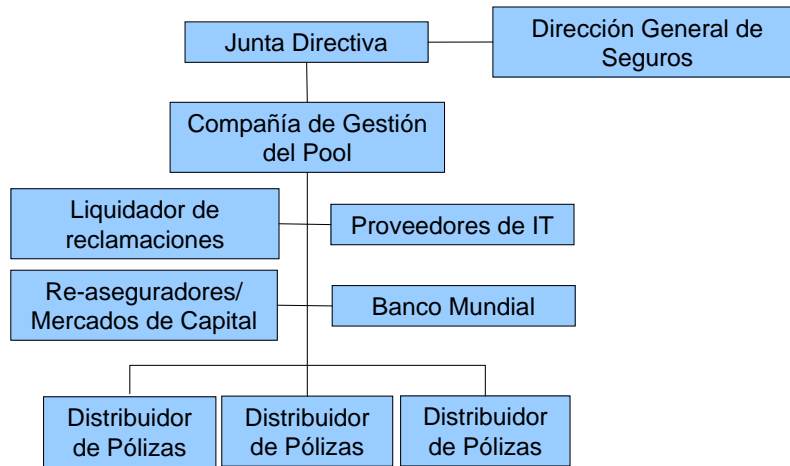 Junta Directiva
Dirección General de
Seguros
Compañía de Gestión
del Pool
Liquidador de
reclamaciones
Proveedores de IT
Re-aseguradores/
Mercados de Capital
Banco Mundial
Distribuidor
de Pólizas
Distribuidor
de Pólizas
Distribuidor
de Pólizas